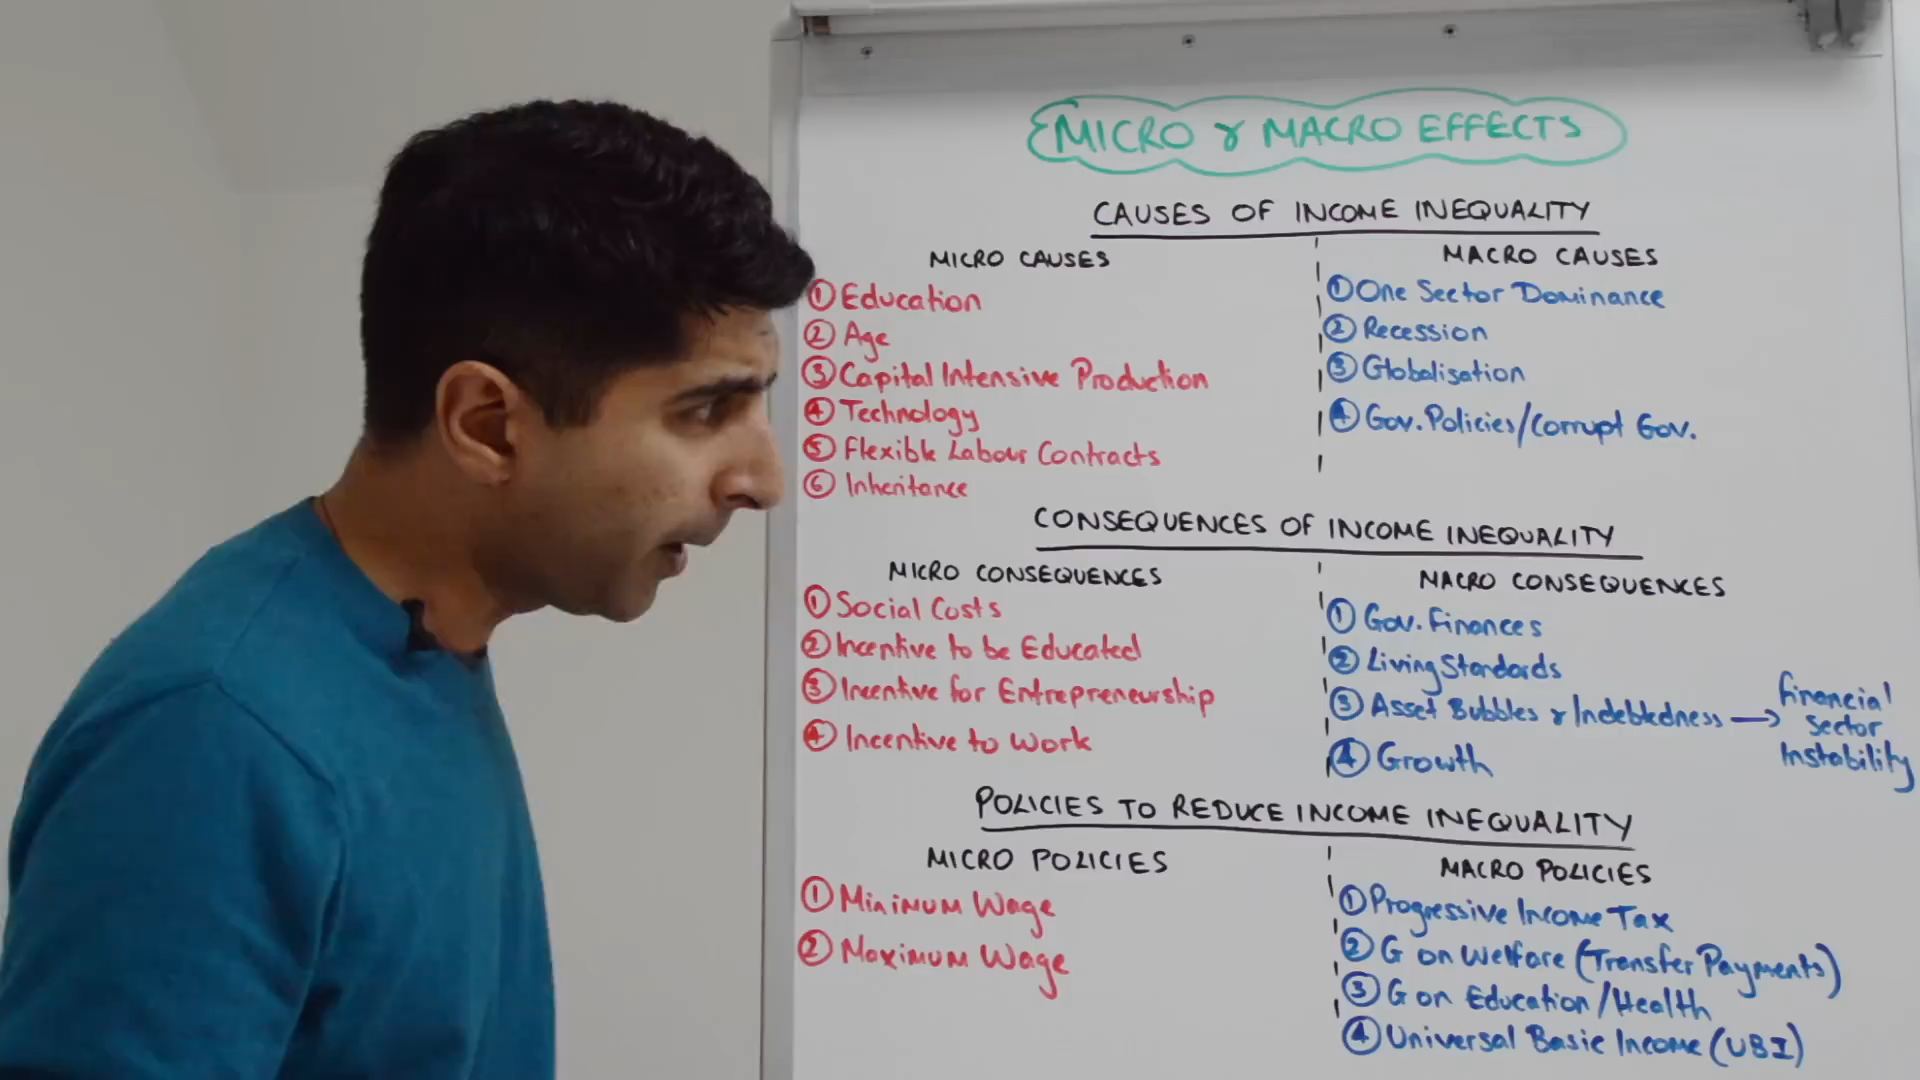 MICRO & MACRO EFFECTS
CAUSES OF INCOME INEQUALITY
MICRO CAUSES
① Education
② Age
③ Capital Intensive Production
④ Technology
⑤ Flexible Labour Contracts
⑥ Inheritance
MACRO CAUSES
① One Sector Dominance
② Recession
③ Globalisation
④ Gov. Policies/Corrupt Gov.
CONSEQUENCES OF INCOME INEQUALITY
MICRO CONSEQUENCES
① Social Costs
② Incentive to be Educated
③ Incentive for Entrepreneurship
④ Incentive to Work
MACRO CONSEQUENCES
① Gov. Finances
② Living Standards
③ Asset Bubbles & Indebtedness → Financial
Sector
Instability
④ Growth
POLICIES TO REDUCE INCOME INEQUALITY
MICRO POLICIES
① Minimum Wage
② Maximum Wage
MACRO POLICIES
① Progressive Income Tax
② G on Welfare (Transfer Payments)
③ G on Education/Health
④ Universal Basic Income (UBI)